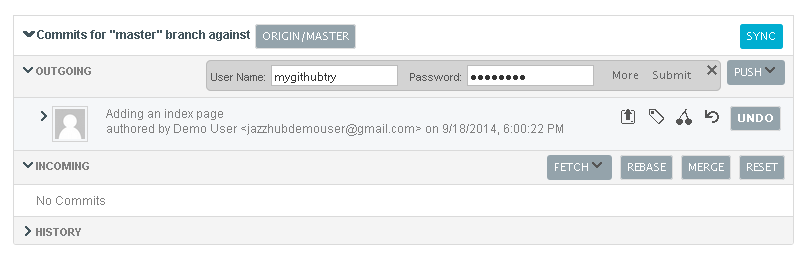 Commits for "master" branch against ORIGIN/MASTER SYNC
OUTGOING User Name: mygithubtry Password: ●●●●●●●● More Submit PUSH
Adding an index page
authored by Demo User <jazzhubdemouser@gmail.com> on 9/18/2014, 6:00:22 PM UNDO
INCOMING FETCH REBASE MERGE RESET
No Commits
HISTORY